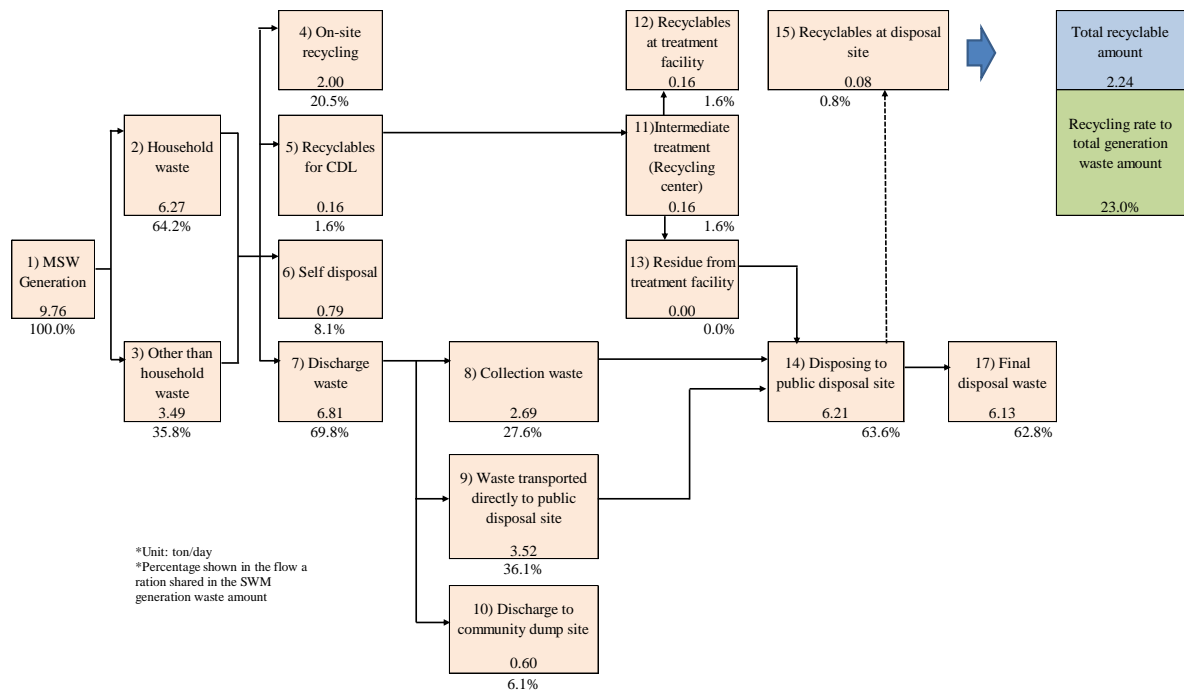 1) MSW
Generation
9.76
100.0%
2) Household
waste
6.27
64.2%
3) Other than
household
waste
3.49
35.8%
4) On-site
recycling
2.00
20.5%
5) Recyclables
for CDL
0.16
1.6%
6) Self disposal
0.79
8.1%
7) Discharge
waste
6.81
69.8%
8) Collection waste
2.69
27.6%
9) Waste transported
directly to public
disposal site
3.52
36.1%
10) Discharge to
community dump site
0.60
6.1%
12) Recyclables
at treatment
facility
0.16
1.6%
11)Intermediate
treatment
(Recycling
center)
0.16
1.6%
13) Residue from
treatment facility
0.00
0.0%
15) Recyclables at disposal
site
0.08
0.8%
14) Disposing to
public disposal site
6.21
63.6%
17) Final
disposal waste
6.13
62.8%
Total recyclable
amount
2.24
Recycling rate to
total generation
waste amount
23.0%
*Unit: ton/day
*Percentage shown in the flow a
ration shared in the SWM
generation waste amount